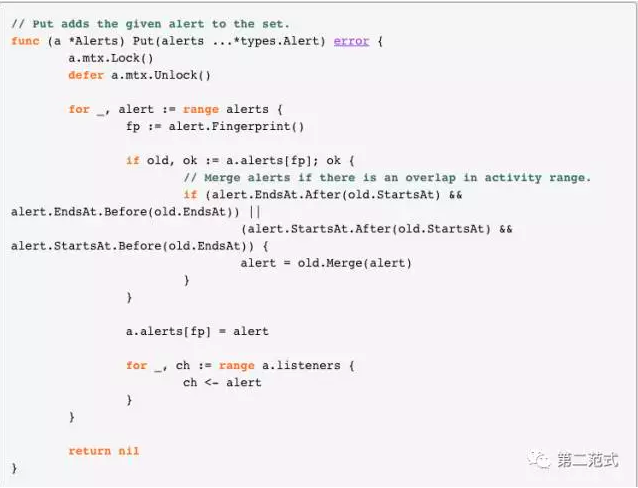 // Put adds the given alert to the set.
func (a *Alerts) Put(alerts ...*types.Alert) error {
        a.mtx.Lock()
        defer a.mtx.Unlock()

        for _, alert := range alerts {
                fp := alert.Fingerprint()

                if old, ok := a.alerts[fp]; ok {
                        // Merge alerts if there is an overlap in activity range.
                        if (alert.EndsAt.After(old.StartsAt) &&
alert.EndsAt.Before(old.EndsAt)) ||
                                (alert.StartsAt.After(old.StartsAt) &&
alert.StartsAt.Before(old.EndsAt)) {
                                alert = old.Merge(alert)
                        }
                }

                a.alerts[fp] = alert

                for _, ch := range a.listeners {
                        ch <- alert
                }
        }

        return nil
}
第二范式